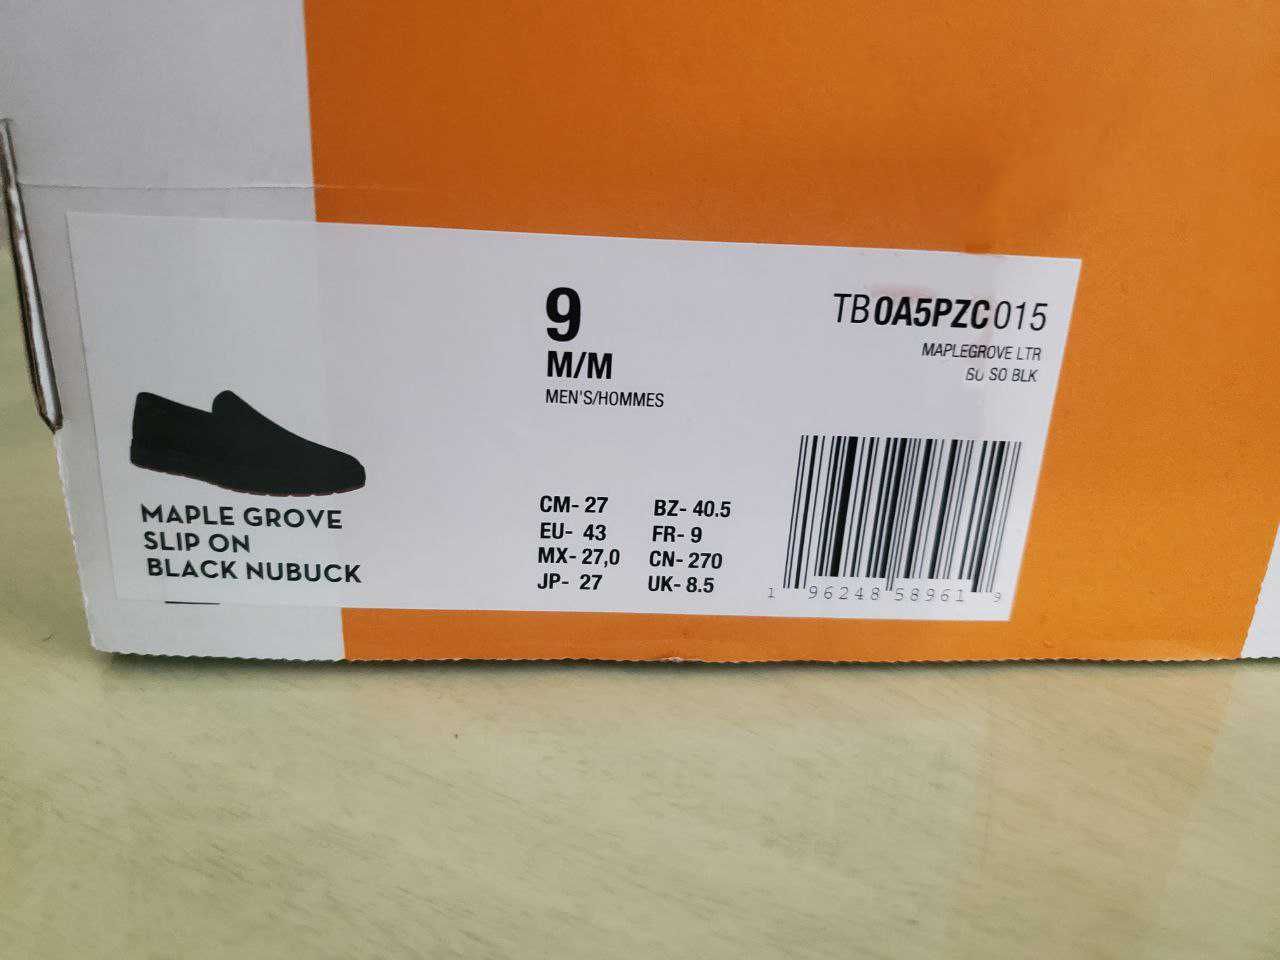 9
M/M
MEN'S/HOMMES
TB0A5PZC015
MAPLEGROVE LTR
SO BLK
MAPLE GROVE
SLIP ON
BLACK NUBUCK
CM- 27 BZ- 40.5
EU- 43 FR- 9
MX- 27,0 CN- 270
JP- 27 UK- 8.5
1 96248 58961 9